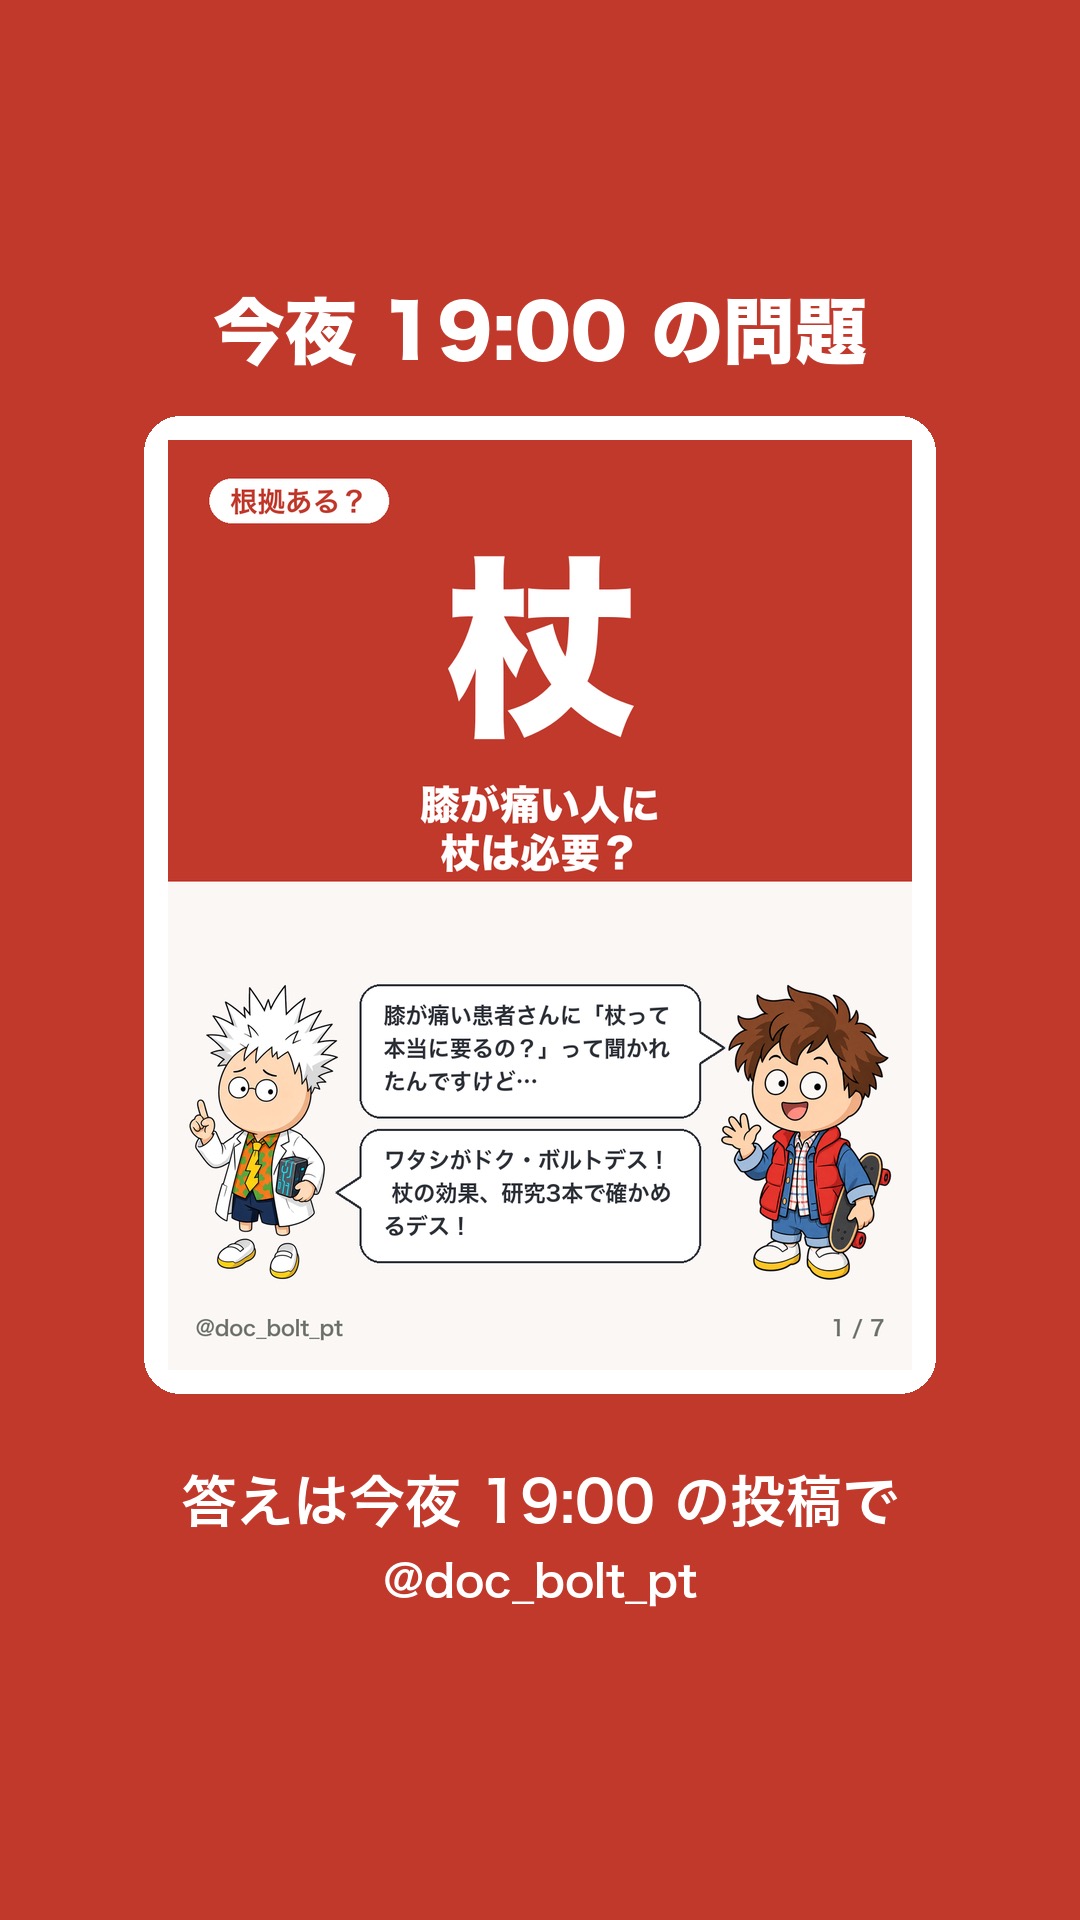 今夜 19:00 の問題
根拠ある？
杖
膝が痛い人に
杖は必要？
膝が痛い患者さんに「杖って
本当に要るの？」って聞かれ
たんですけど…
ワタシがドク・ボルトデス！
杖の効果、研究3本で確かめ
るデス！
@doc_bolt_pt
1 / 7
答えは今夜 19:00 の投稿で
@doc_bolt_pt